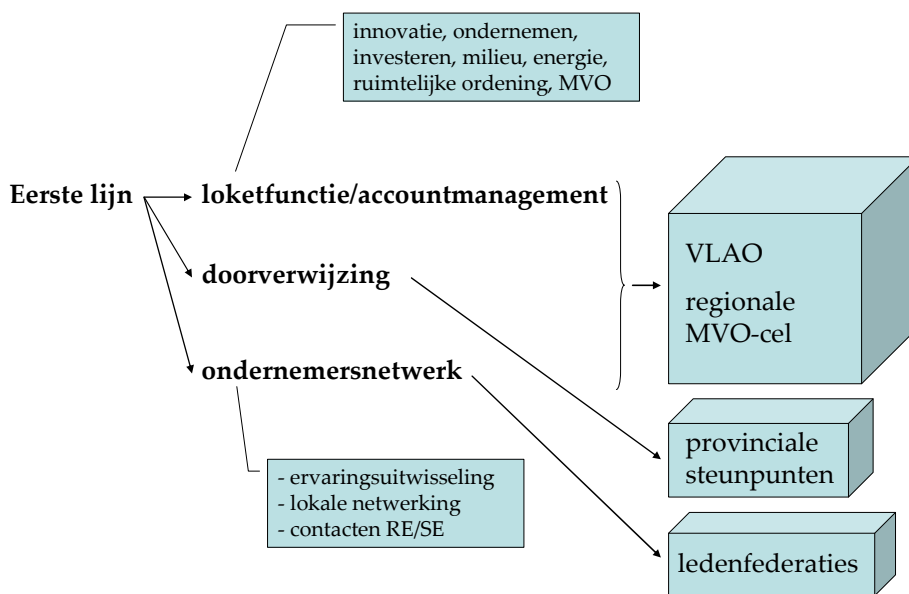 innovatie, ondernemen,
investeren, milieu, energie,
ruimtelijke ordening, MVO
Eerste lijn
loketfunctie/accountmanagement
doorverwijzing
ondernemersnetwerk
- ervaringsuitwisseling
- lokale netwerking
- contacten RE/SE
VLAO
regionale
MVO-cel
provinciale
steunpunten
ledenfederaties